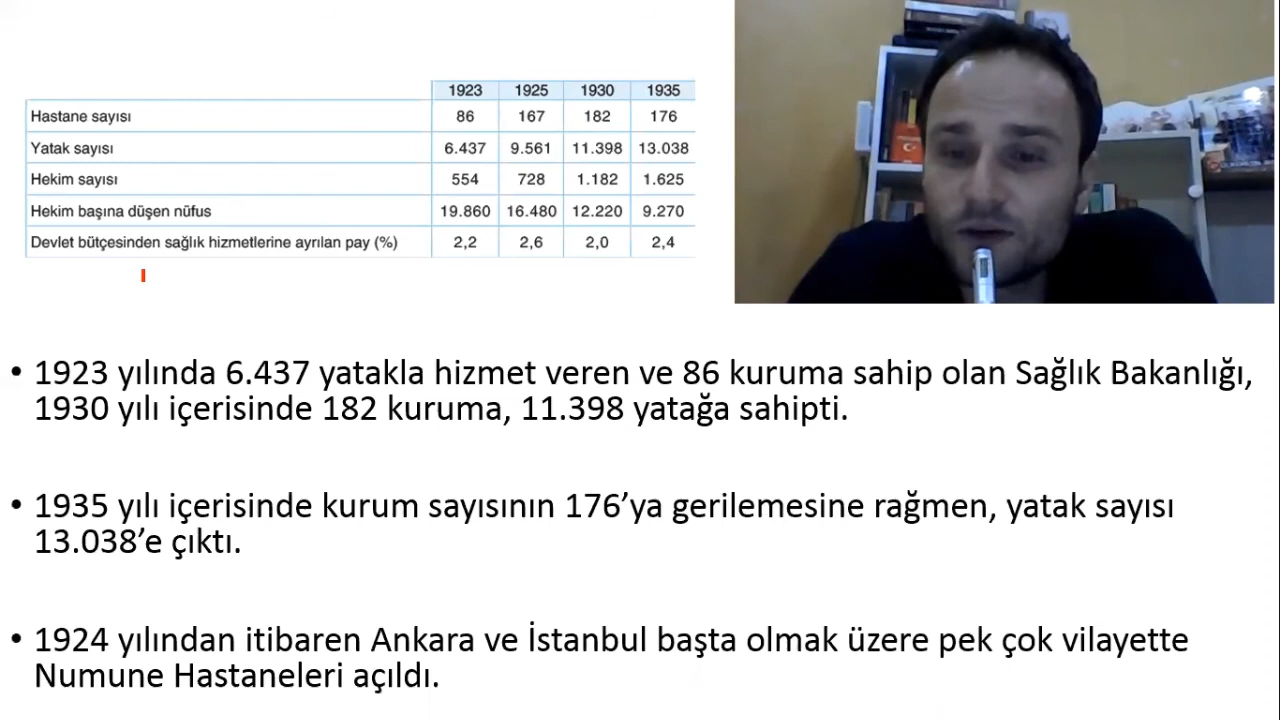 1923 1925 1930 1935
Hastane sayısı 86 167 182 176
Yatak sayısı 6.437 9.561 11.398 13.038
Hekim sayısı 554 728 1.182 1.625
Hekim başına düşen nüfus 19.860 16.480 12.220 9.270
Devlet bütçesinden sağlık hizmetlerine ayrılan pay (%) 2,2 2,6 2,0 2,4
• 1923 yılında 6.437 yatakla hizmet veren ve 86 kuruma sahip olan Sağlık Bakanlığı,
1930 yılı içerisinde 182 kuruma, 11.398 yatağa sahipti.
• 1935 yılı içerisinde kurum sayısının 176’ya gerilemesine rağmen, yatak sayısı
13.038’e çıktı.
• 1924 yılından itibaren Ankara ve İstanbul başta olmak üzere pek çok vilayette
Numune Hastaneleri açıldı.